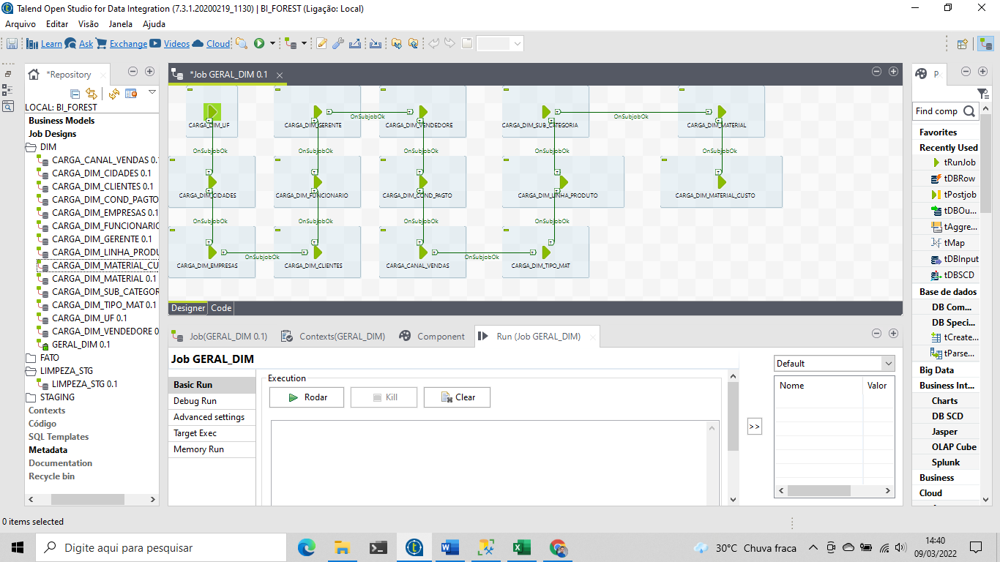 Talend Open Studio for Data Integration (7.3.1.20200219_1130) | BI_FOREST (Ligação: Local)
Arquivo Editar Visão Janela Ajuda
Learn Ask Exchange Videos Cloud
*Repository
LOCAL: BI_FOREST
Business Models
Job Designs
DIM
CARGA_CANAL_VENDAS 0.1
CARGA_DIM_CIDADES 0.1
CARGA_DIM_CLIENTES 0.1
CARGA_DIM_COND_PAGTO
CARGA_DIM_EMPRESAS 0.1
CARGA_DIM_FUNCIONARIO
CARGA_DIM_GERENTE 0.1
CARGA_DIM_LINHA_PRODU
CARGA_DIM_MATERIAL_CU
CARGA_DIM_MATERIAL 0.1
CARGA_DIM_SUB_CATEGOR
CARGA_DIM_TIPO_MAT 0.1
CARGA_DIM_UF 0.1
CARGA_DIM_VENDEDORE 0
GERAL_DIM 0.1
FATO
LIMPEZA_STG
LIMPEZA_STG 0.1
STAGING
Contexts
Código
SQL Templates
Metadata
Documentation
Recycle bin
*Job GERAL_DIM 0.1
OnSubjobOk OnSubjobOk
CARGA_DIM_UF CARGA_DIM_GERENTE CARGA_DIM_VENDEDORE CARGA_DIM_SUB_CATEGORIA CARGA_DIM_MATERIAL
OnSubjobOk OnSubjobOk OnSubjobOk OnSubjobOk OnSubjobOk
CARGA_DIM_CIDADES CARGA_DIM_FUNCIONARIO CARGA_DIM_COND_PAGTO CARGA_DIM_LINHA_PRODUTO CARGA_DIM_MATERIAL_CUSTO
OnSubjobOk OnSubjobOk OnSubjobOk OnSubjobOk
OnSubjobOk OnSubjobOk
CARGA_DIM_EMPRESAS CARGA_DIM_CLIENTES CARGA_CANAL_VENDAS CARGA_DIM_TIPO_MAT
Designer Code
Job(GERAL_DIM 0.1) Contexts(GERAL_DIM) Component Run (Job GERAL_DIM)
Job GERAL_DIM
Basic Run
Debug Run
Advanced settings
Target Exec
Memory Run
Execution
Rodar Kill Clear
>>
Default
Nome Valor
P
Find comp
Favorites
Recently Used
tRunJob
tDBRow
tPostjob
tDBOu...
tAggre...
tMap
tDBInput
tDBSCD
Base de dados
DB Com...
DB Speci...
tCreate...
tParse...
Big Data
Business Int...
Charts
DB SCD
Jasper
OLAP Cube
Splunk
Business
Cloud
0 items selected
Digite aqui para pesquisar
30°C Chuva fraca
14:40
09/03/2022